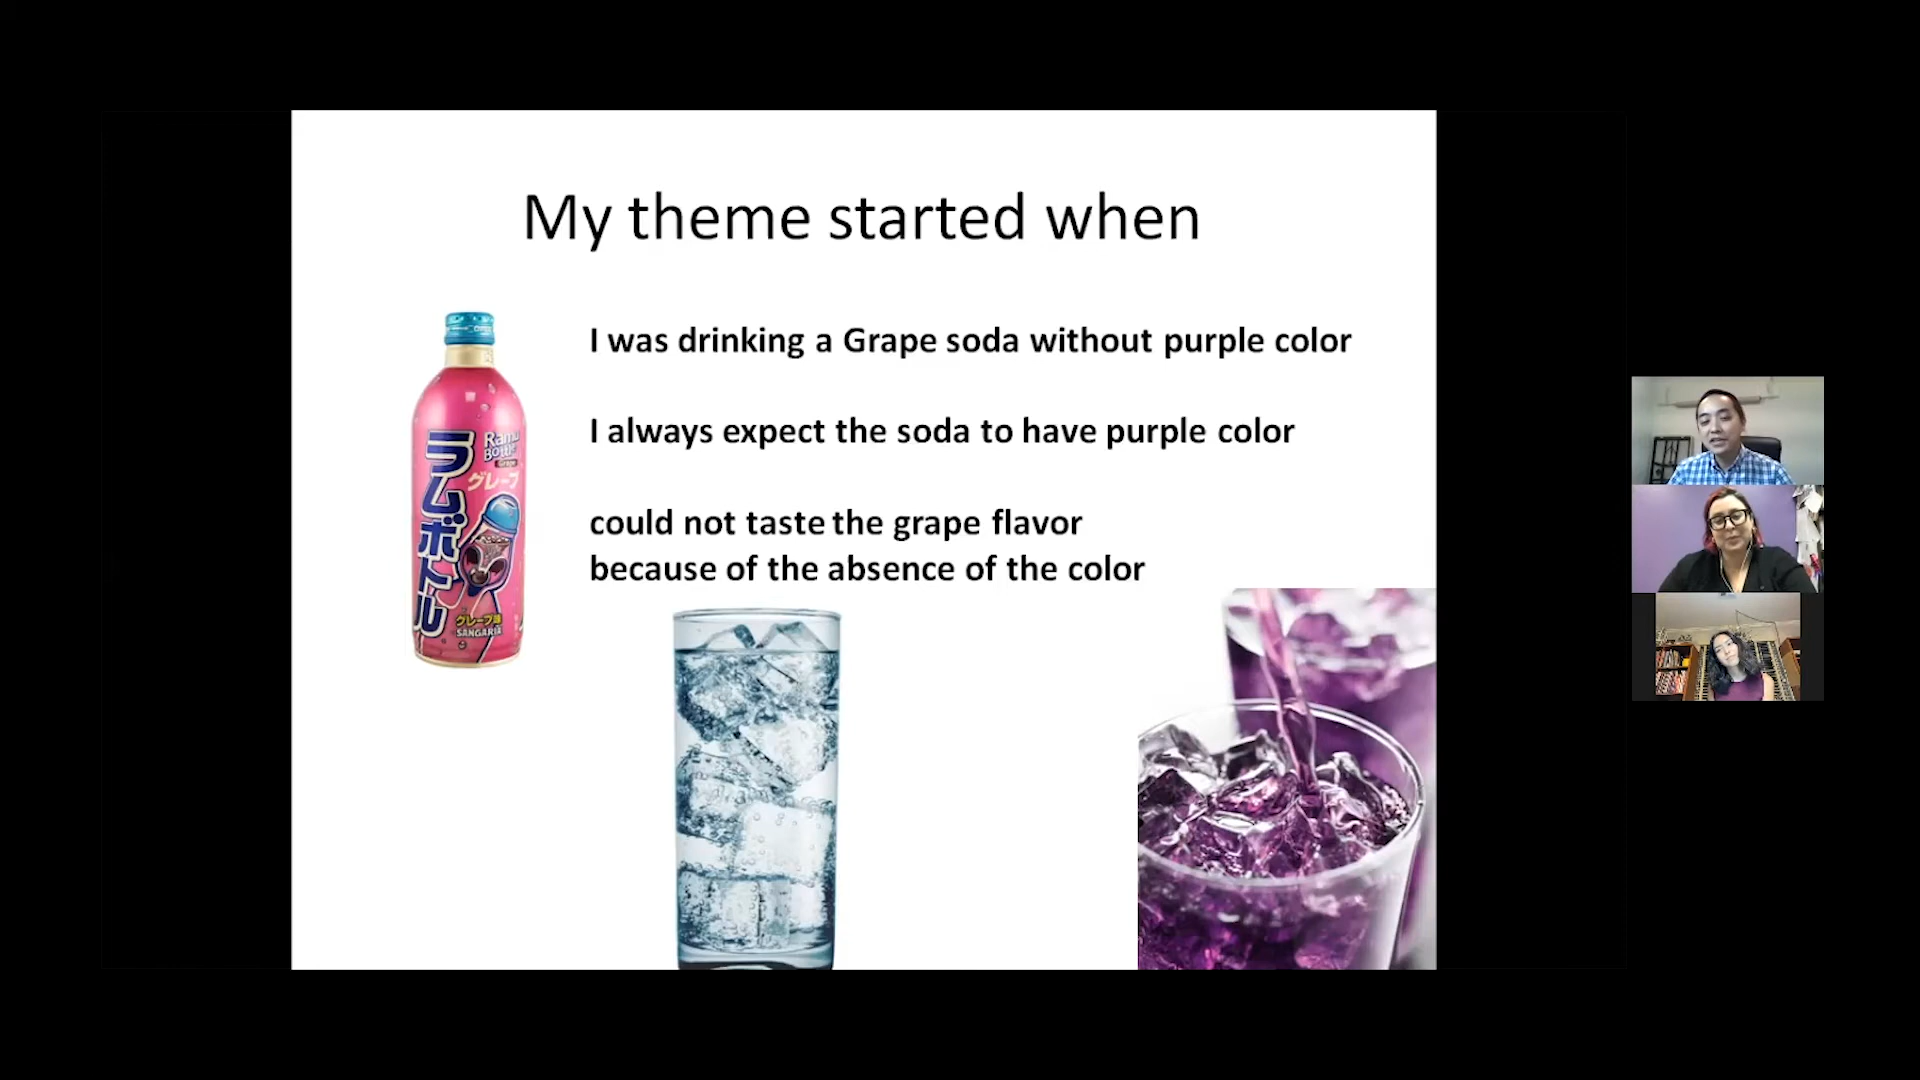 My theme started when
I was drinking a Grape soda without purple color
I always expect the soda to have purple color
could not taste the grape flavor
because of the absence of the color
ラムボトル
Bottle
Grape
グレープ
グレープ味
SANGARIA